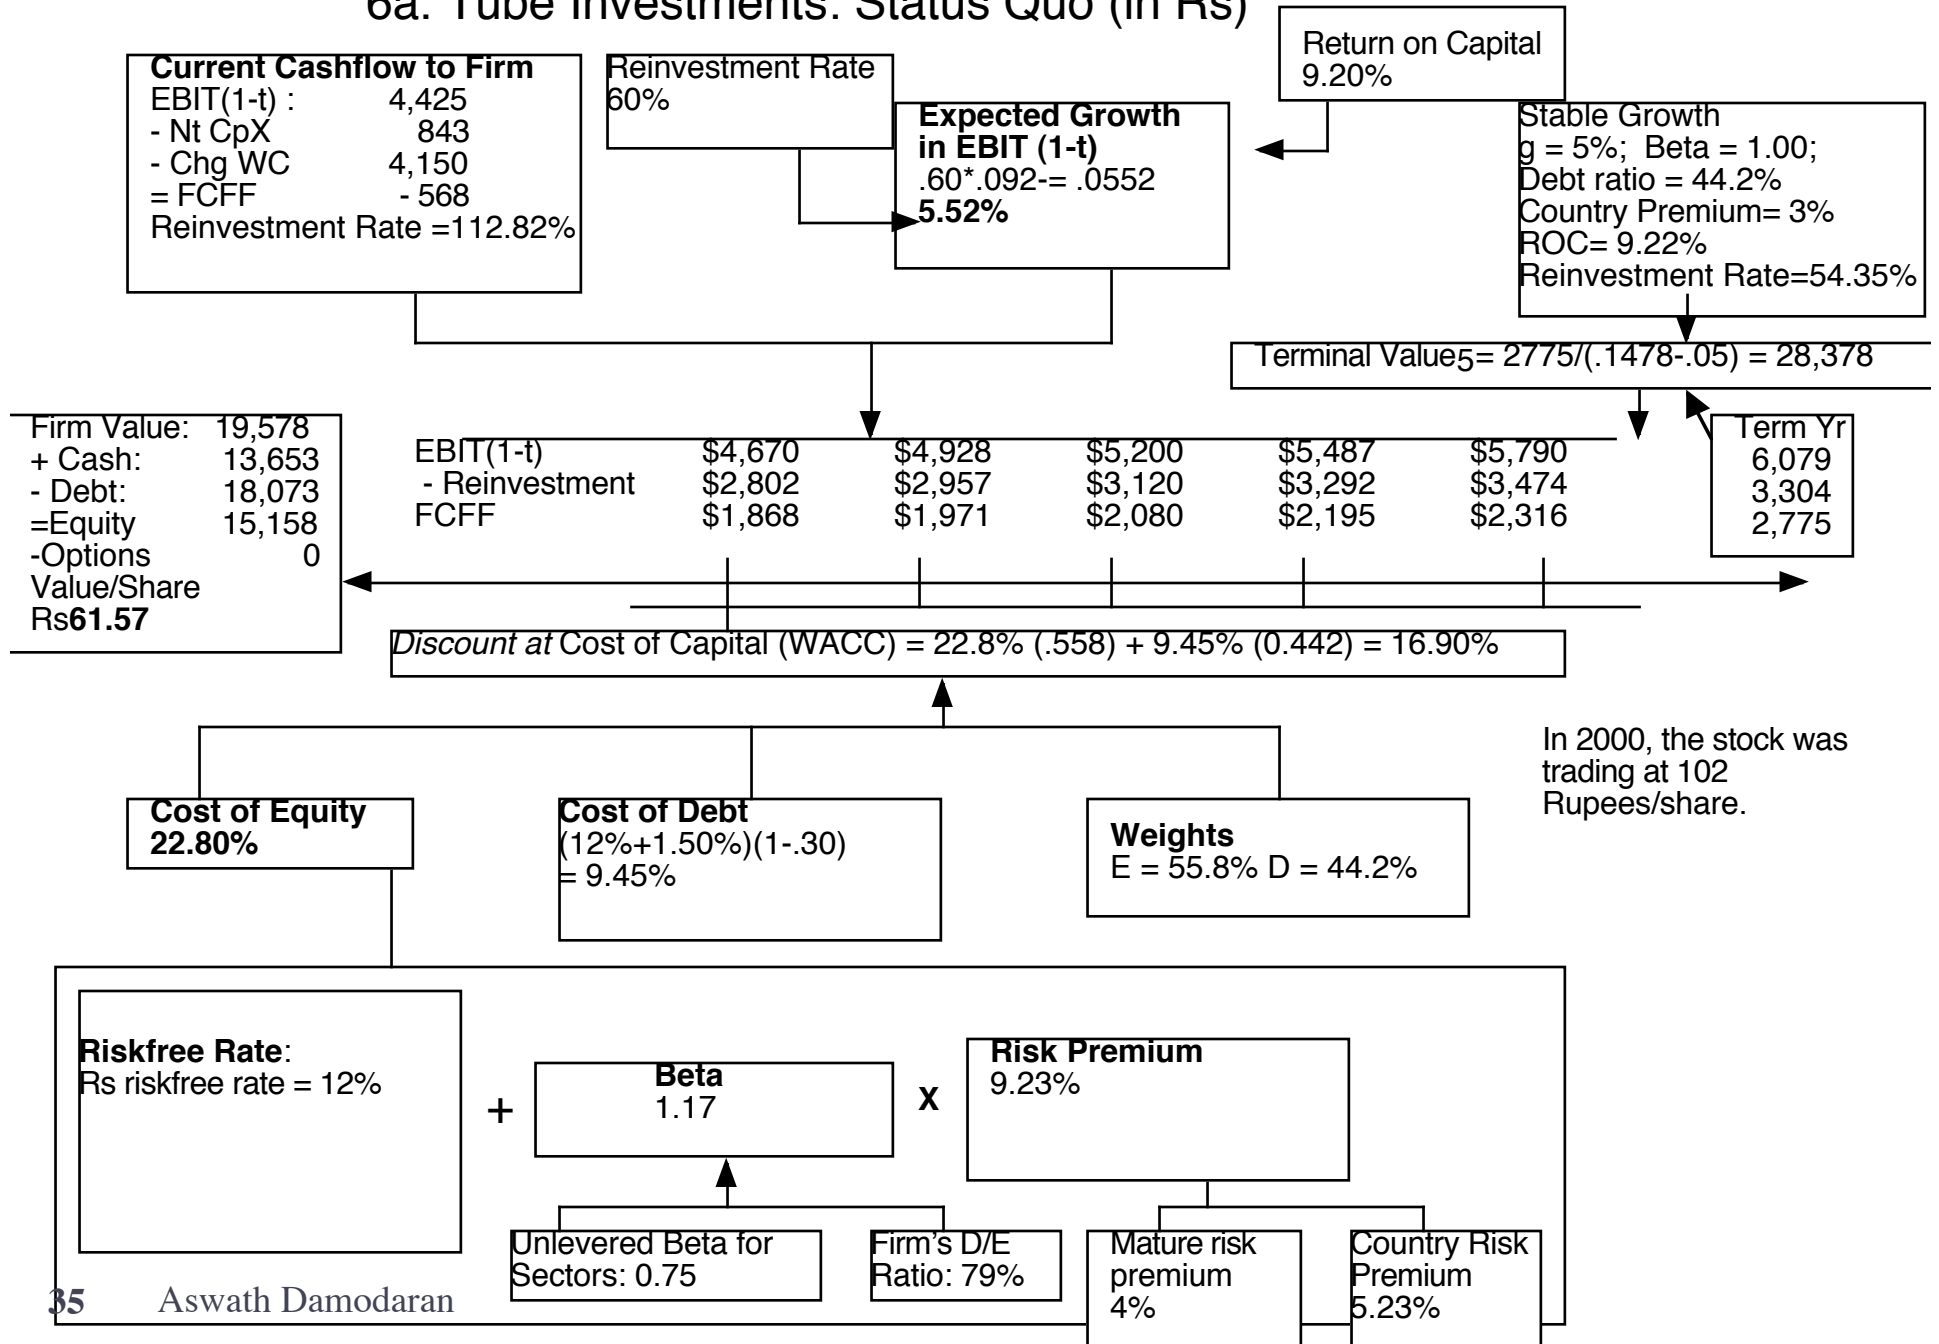 6a. Tube Investments: Status Quo (in Rs)
Return on Capital
9.20%
Current Cashflow to Firm
EBIT(1-t) : 4,425
- Nt CpX 843
- Chg WC 4,150
= FCFF - 568
Reinvestment Rate =112.82%
Reinvestment Rate
60%
Expected Growth
in EBIT (1-t)
.60*.092-= .0552
5.52%
Stable Growth
g = 5%; Beta = 1.00;
Debt ratio = 44.2%
Country Premium= 3%
ROC= 9.22%
Reinvestment Rate=54.35%
Terminal Value5= 2775/(.1478-.05) = 28,378
Firm Value: 19,578
+ Cash: 13,653
- Debt: 18,073
=Equity 15,158
-Options 0
Value/Share
Rs61.57
EBIT(1-t) $4,670 $4,928 $5,200 $5,487 $5,790
- Reinvestment $2,802 $2,957 $3,120 $3,292 $3,474
FCFF $1,868 $1,971 $2,080 $2,195 $2,316
Term Yr
6,079
3,304
2,775
Discount at Cost of Capital (WACC) = 22.8% (.558) + 9.45% (0.442) = 16.90%
In 2000, the stock was
trading at 102
Rupees/share.
Cost of Equity
22.80%
Cost of Debt
(12%+1.50%)(1-.30)
= 9.45%
Weights
E = 55.8% D = 44.2%
Riskfree Rate:
Rs riskfree rate = 12%
+
Beta
1.17
X
Risk Premium
9.23%
Unlevered Beta for
Sectors: 0.75
Firm's D/E
Ratio: 79%
Mature risk
premium
4%
Country Risk
Premium
5.23%
35 Aswath Damodaran